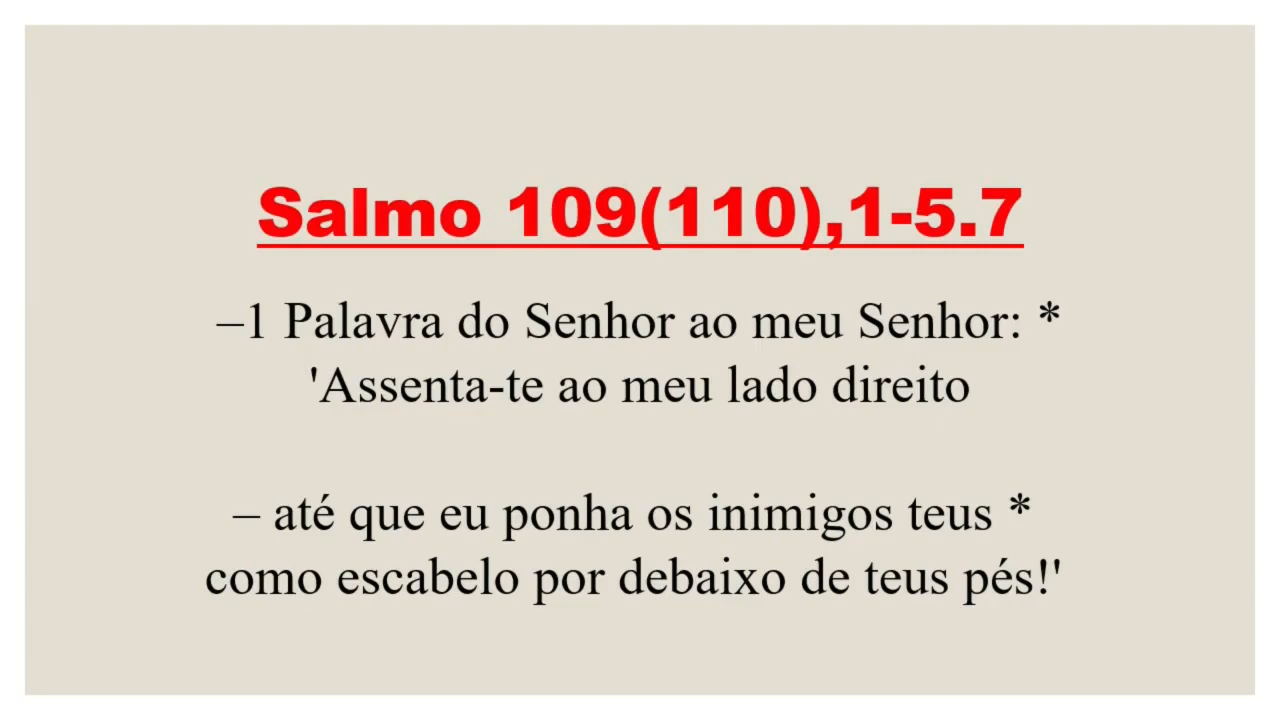 Salmo 109(110),1-5.7
–1 Palavra do Senhor ao meu Senhor: *
'Assenta-te ao meu lado direito
– até que eu ponha os inimigos teus *
como escabelo por debaixo de teus pés!'